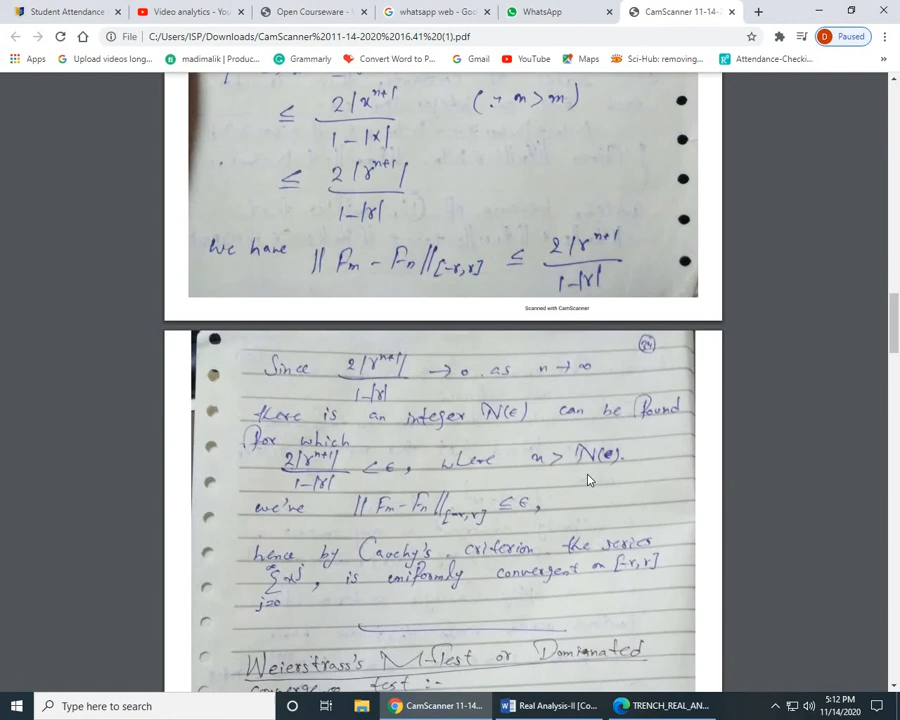 Student Attendance
Video analytics - You
Open Courseware
whatsapp web - Goo
WhatsApp
CamScanner 11-14-2
File
C:/Users/ISP/Downloads/CamScanner%2011-14-2020%2016.41%20(1).pdf
D
Paused
Apps
Upload videos long...
madimalik | Product...
Grammarly
Convert Word to P...
Gmail
YouTube
Maps
Sci-Hub: removing...
Attendance-Checki...
≤ 2|x^{n+1}| / 1-|x| (∵ n > m)
≤ 2|r^{n+1}| / 1-|r|
We have || F_m - F_n ||_{[-r,r]} ≤ 2|r^{n+1}| / 1-|r|
Scanned with CamScanner
34
Since 2|r^{n+1}| / 1-|r| → 0 as n → ∞
there is an integer N(ϵ) can be found
for which
2|r^{n+1}| / 1-|r| < ϵ, where n > N(ϵ).
we've || F_m - F_n ||_{[-r,r]} ≤ ϵ,
hence by Cauchy's criterion the series
∑_{j=0}^{∞} x^j, is uniformly convergent on [-r,r]
Weierstrass's M-Test or Dominated
convergence test :-
Type here to search
CamScanner 11-14-...
Real Analysis-II [Co...
TRENCH_REAL_AN...
5:12 PM
11/14/2020